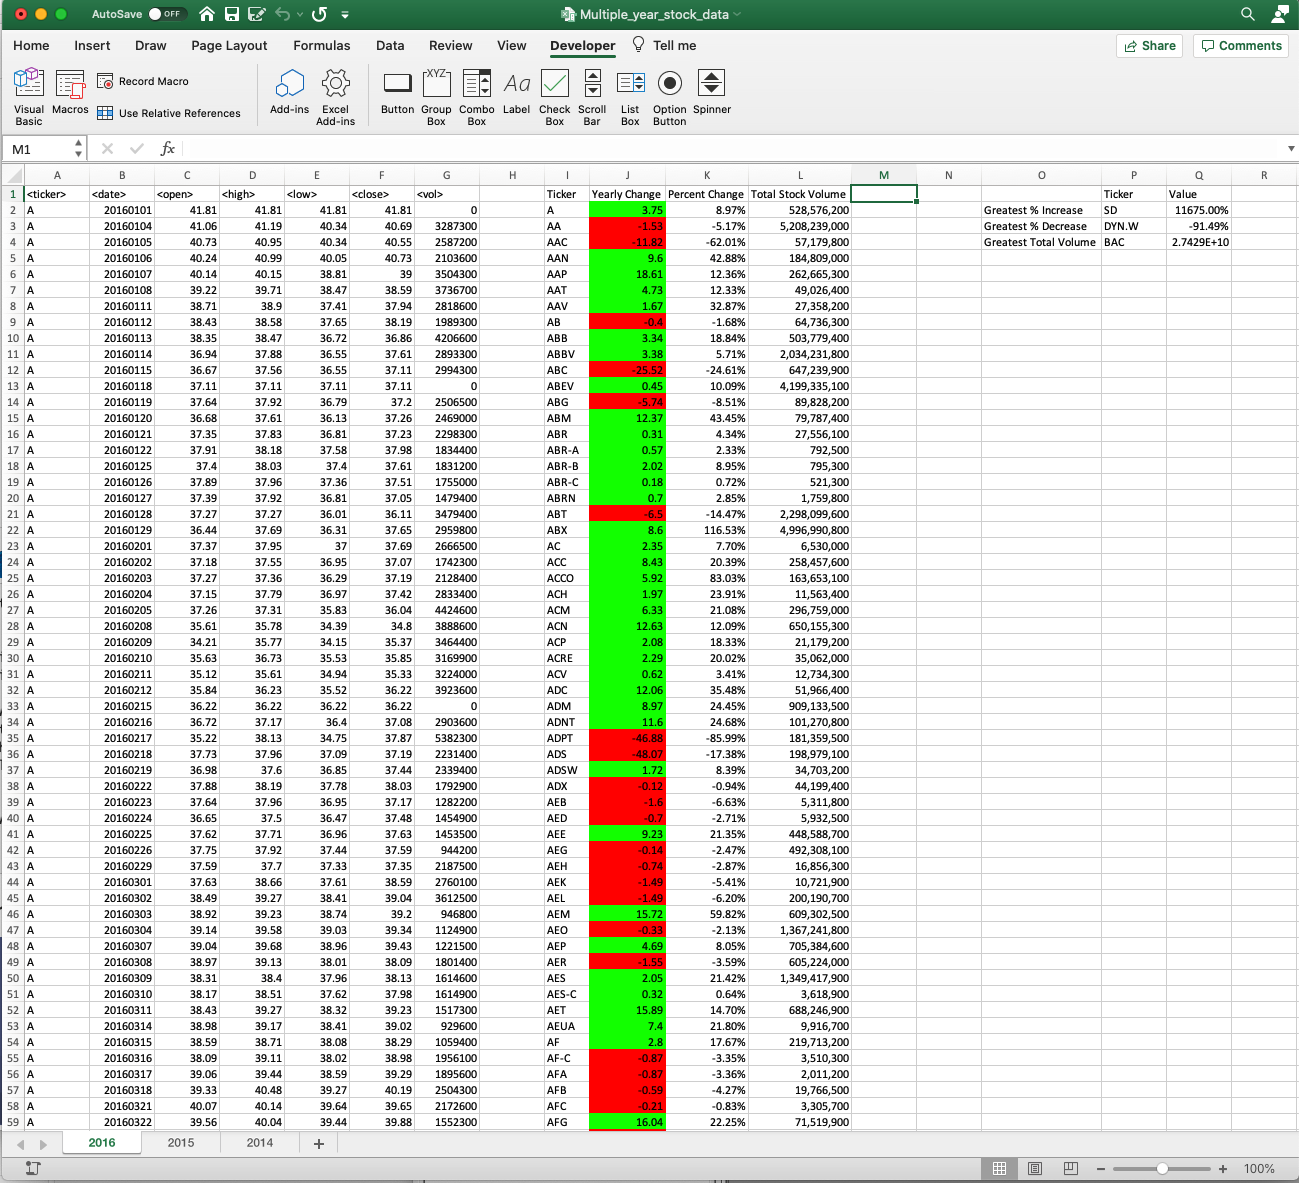 AutoSave OFF Multiple_year_stock_data
Home Insert Draw Page Layout Formulas Data Review View Developer Tell me Share Comments
Visual Basic Macros Record Macro Use Relative References Add-ins Excel Add-ins Button Group Box Combo Box Label Check Box Scroll Bar List Box Option Button Spinner
XYZ Aa
M1 fx
A B C D E F G H I J K L M N O P Q R
1 <ticker> <date> <open> <high> <low> <close> <vol> Ticker Yearly Change Percent Change Total Stock Volume Ticker Value
2 A 20160101 41.81 41.81 41.81 41.81 0 A 3.75 8.97% 528,576,200 Greatest % Increase SD 11675.00%
3 A 20160104 41.06 41.19 40.34 40.69 3287300 AA -1.53 -5.17% 5,208,239,000 Greatest % Decrease DYN.W -91.49%
4 A 20160105 40.73 40.95 40.34 40.55 2587200 AAC -11.82 -62.01% 57,179,800 Greatest Total Volume BAC 2.7429E+10
5 A 20160106 40.24 40.99 40.05 40.73 2103600 AAN 9.6 42.88% 184,809,000
6 A 20160107 40.14 40.15 38.81 39 3504300 AAP 18.61 12.36% 262,665,300
7 A 20160108 39.22 39.71 38.47 38.59 3736700 AAT 4.73 12.33% 49,026,400
8 A 20160111 38.71 38.9 37.41 37.94 2818600 AAV 1.67 32.87% 27,358,200
9 A 20160112 38.43 38.58 37.65 38.19 1989300 AB -0.4 -1.68% 64,736,300
10 A 20160113 38.35 38.47 36.72 36.86 4206600 ABB 3.34 18.84% 503,779,400
11 A 20160114 36.94 37.88 36.55 37.61 2893300 ABBV 3.38 5.71% 2,034,231,800
12 A 20160115 36.67 37.56 36.55 37.11 2994300 ABC -25.52 -24.61% 647,239,900
13 A 20160118 37.11 37.11 37.11 37.11 0 ABEV 0.45 10.09% 4,199,335,100
14 A 20160119 37.64 37.92 36.79 37.2 2506500 ABG -5.74 -8.51% 89,828,200
15 A 20160120 36.68 37.61 36.13 37.26 2469000 ABM 12.37 43.45% 79,787,400
16 A 20160121 37.35 37.83 36.81 37.23 2298300 ABR 0.31 4.34% 27,556,100
17 A 20160122 37.91 38.18 37.58 37.98 1834400 ABR-A 0.57 2.33% 792,500
18 A 20160125 37.4 38.03 37.4 37.61 1831200 ABR-B 2.02 8.95% 795,300
19 A 20160126 37.89 37.96 37.36 37.51 1755000 ABR-C 0.18 0.72% 521,300
20 A 20160127 37.39 37.92 36.81 37.05 1479400 ABRN 0.7 2.85% 1,759,800
21 A 20160128 37.27 37.27 36.01 36.11 3479400 ABT -6.5 -14.47% 2,298,099,600
22 A 20160129 36.44 37.69 36.31 37.65 2959800 ABX 8.6 116.53% 4,996,990,800
23 A 20160201 37.37 37.95 37 37.69 2666500 AC 2.35 7.70% 6,530,000
24 A 20160202 37.18 37.55 36.95 37.07 1742300 ACC 8.43 20.39% 258,457,600
25 A 20160203 37.27 37.36 36.29 37.19 2128400 ACCO 5.92 83.03% 163,653,100
26 A 20160204 37.15 37.79 36.97 37.42 2833400 ACH 1.97 23.91% 11,563,400
27 A 20160205 37.26 37.31 35.83 36.04 4424600 ACM 6.33 21.08% 296,759,000
28 A 20160208 35.61 35.78 34.39 34.8 3888600 ACN 12.63 12.09% 650,155,300
29 A 20160209 34.21 35.77 34.15 35.37 3464400 ACP 2.08 18.33% 21,179,200
30 A 20160210 35.63 36.73 35.53 35.85 3169900 ACRE 2.29 20.02% 35,062,000
31 A 20160211 35.12 35.61 34.94 35.33 3224000 ACV 0.62 3.41% 12,734,300
32 A 20160212 35.84 36.23 35.52 36.22 3923600 ADC 12.06 35.48% 51,966,400
33 A 20160215 36.22 36.22 36.22 36.22 0 ADM 8.97 24.45% 909,133,500
34 A 20160216 36.72 37.17 36.4 37.08 2903600 ADNT 11.6 24.68% 101,270,800
35 A 20160217 35.22 38.13 34.75 37.87 5382300 ADPT -46.88 -85.99% 181,359,500
36 A 20160218 37.73 37.96 37.09 37.19 2231400 ADS -48.07 -17.38% 198,979,100
37 A 20160219 36.98 37.6 36.85 37.44 2339400 ADSW 1.72 8.39% 34,703,200
38 A 20160222 37.88 38.19 37.78 38.03 1792900 ADX -0.12 -0.94% 44,199,400
39 A 20160223 37.64 37.96 36.95 37.17 1282200 AEB -1.6 -6.63% 5,311,800
40 A 20160224 36.65 37.5 36.47 37.48 1454900 AED -0.7 -2.71% 5,932,500
41 A 20160225 37.62 37.71 36.96 37.63 1453500 AEE 9.23 21.35% 448,588,700
42 A 20160226 37.75 37.92 37.44 37.59 944200 AEG -0.14 -2.47% 492,308,100
43 A 20160229 37.59 37.7 37.33 37.35 2187500 AEH -0.74 -2.87% 16,856,300
44 A 20160301 37.63 38.66 37.61 38.59 2760100 AEK -1.49 -5.41% 10,721,900
45 A 20160302 38.49 39.27 38.41 39.04 3612500 AEL -1.49 -6.20% 200,190,700
46 A 20160303 38.92 39.23 38.74 39.2 946800 AEM 15.72 59.82% 609,302,500
47 A 20160304 39.14 39.58 39.03 39.34 1124900 AEO -0.33 -2.13% 1,367,241,800
48 A 20160307 39.04 39.68 38.96 39.43 1221500 AEP 4.69 8.05% 705,384,600
49 A 20160308 38.97 39.13 38.01 38.09 1801400 AER -1.55 -3.59% 605,224,000
50 A 20160309 38.31 38.4 37.96 38.13 1614600 AES 2.05 21.42% 1,349,417,900
51 A 20160310 38.17 38.51 37.62 37.98 1614900 AES-C 0.32 0.64% 3,618,900
52 A 20160311 38.43 39.27 38.32 39.23 1517300 AET 15.89 14.70% 688,246,900
53 A 20160314 38.98 39.17 38.41 39.02 929600 AEUA 7.4 21.80% 9,916,700
54 A 20160315 38.59 38.71 38.08 38.29 1059400 AF 2.8 17.67% 219,713,200
55 A 20160316 38.09 39.11 38.02 38.98 1956100 AF-C -0.87 -3.35% 3,510,300
56 A 20160317 39.06 39.44 38.59 39.29 1895600 AFA -0.87 -3.36% 2,011,200
57 A 20160318 39.33 40.48 39.27 40.19 2504300 AFB -0.59 -4.27% 19,766,500
58 A 20160321 40.07 40.14 39.64 39.65 2172600 AFC -0.21 -0.83% 3,305,700
59 A 20160322 39.56 40.04 39.44 39.88 1552300 AFG 16.04 22.25% 71,519,900
2016 2015 2014 +
100%